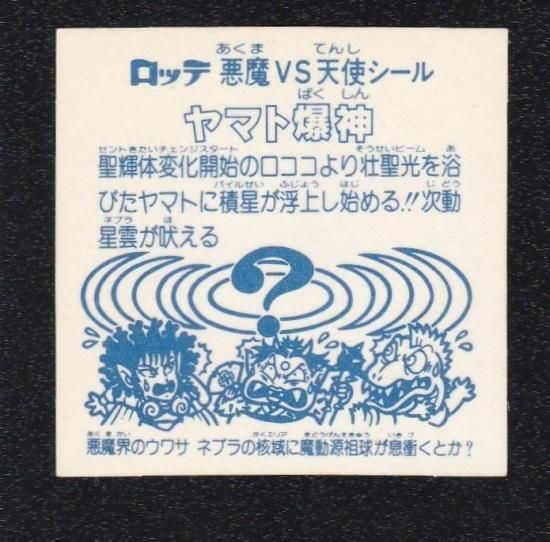 あくま てんし
ロッテ 悪魔VS天使シール
ばく しん
ヤマト爆神
セントきたいチェンジスタート そうせいビーム あ
聖輝体変化開始のロココより壮聖光を浴
パイルせい ふじょう はじ じどう
びたヤマトに積星が浮上し始める!!次動
ネブラ ほ
星雲が吠える
?
あくまかい かくエリア まどうげんそきゅう いきづ
悪魔界のウワサ ネブラの核域に魔動源祖球が息衝くとか?